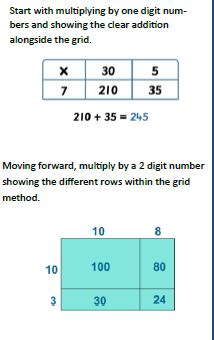 Start with multiplying by one digit num-
bers and showing the clear addition
alongside the grid.
× 30 5
7 210 35
210 + 35 = 245
Moving forward, multiply by a 2 digit number
showing the different rows within the grid
method.
10 8
10 100 80
3 30 24